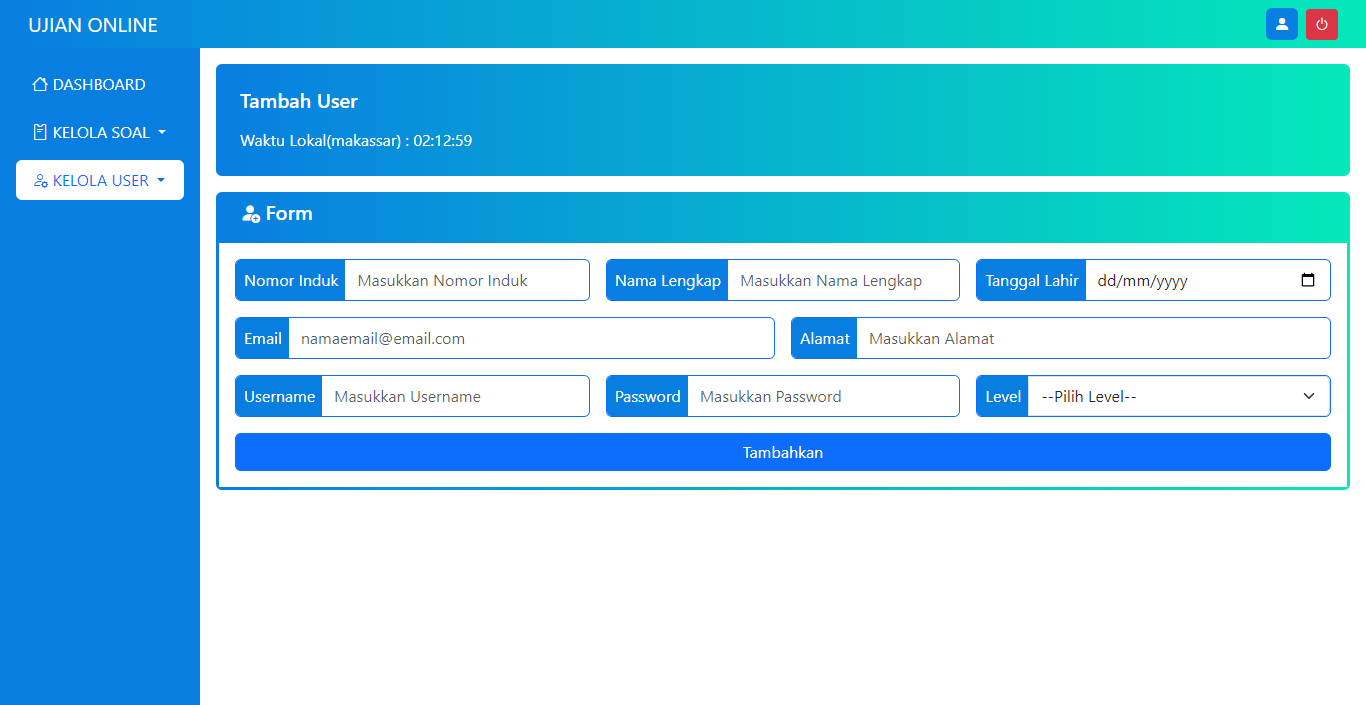 UJIAN ONLINE
DASHBOARD
KELOLA SOAL
KELOLA USER
Tambah User
Waktu Lokal(makassar) : 02:12:59
Form
Nomor Induk Masukkan Nomor Induk Nama Lengkap Masukkan Nama Lengkap Tanggal Lahir dd/mm/yyyy
Email namaemail@email.com Alamat Masukkan Alamat
Username Masukkan Username Password Masukkan Password Level --Pilih Level--
Tambahkan